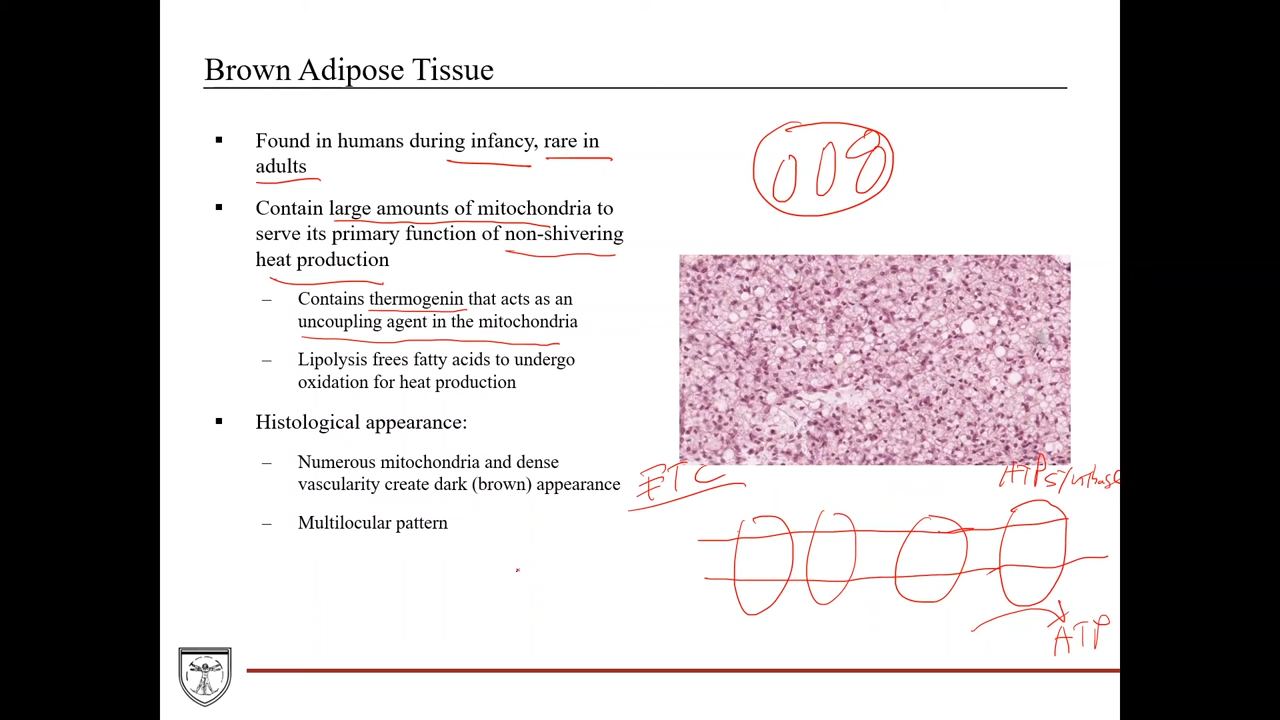 Brown Adipose Tissue
▪ Found in humans during infancy, rare in
adults
▪ Contain large amounts of mitochondria to
serve its primary function of non-shivering
heat production
– Contains thermogenin that acts as an
uncoupling agent in the mitochondria
– Lipolysis frees fatty acids to undergo
oxidation for heat production
▪ Histological appearance:
– Numerous mitochondria and dense
vascularity create dark (brown) appearance
– Multilocular pattern
ETC
ATP synthase
ATP